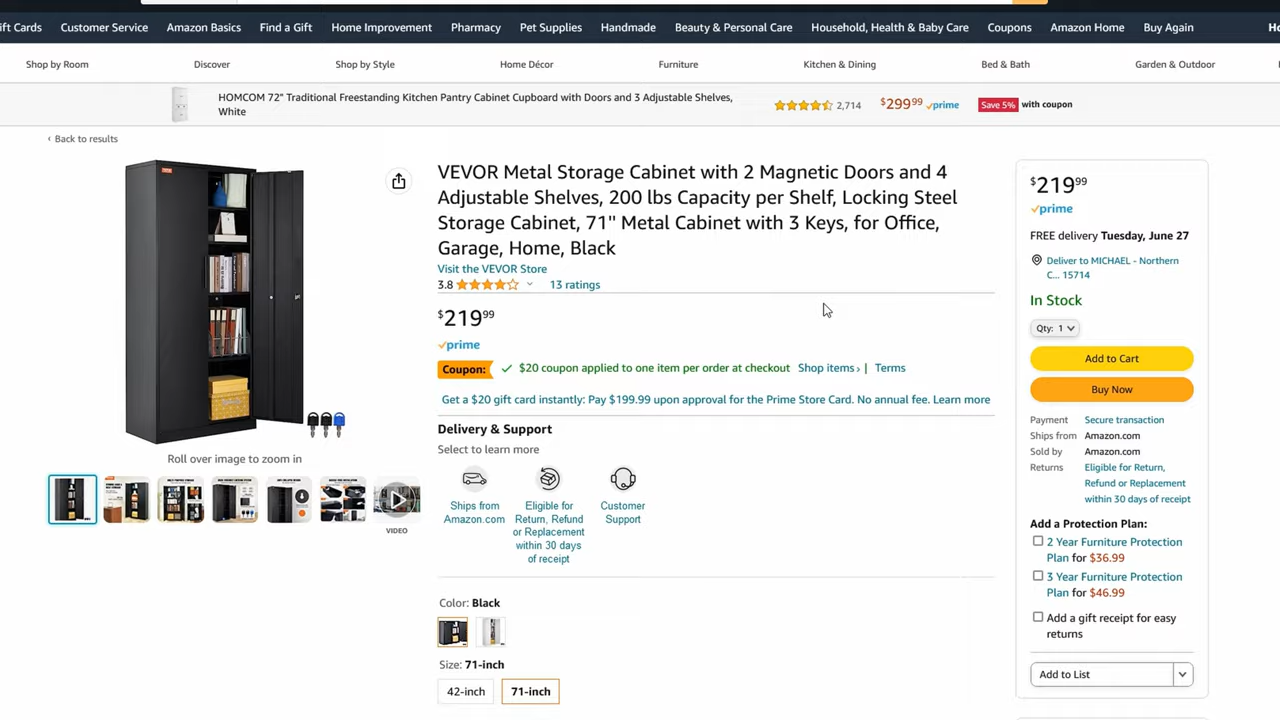 ift Cards Customer Service Amazon Basics Find a Gift Home Improvement Pharmacy Pet Supplies Handmade Beauty & Personal Care Household, Health & Baby Care Coupons Amazon Home Buy Again
Shop by Room Discover Shop by Style Home Décor Furniture Kitchen & Dining Bed & Bath Garden & Outdoor
HOMCOM 72" Traditional Freestanding Kitchen Pantry Cabinet Cupboard with Doors and 3 Adjustable Shelves,
White
2,714 $299.99 prime Save 5% with coupon
‹ Back to results
VEVOR Metal Storage Cabinet with 2 Magnetic Doors and 4
Adjustable Shelves, 200 lbs Capacity per Shelf, Locking Steel
Storage Cabinet, 71" Metal Cabinet with 3 Keys, for Office,
Garage, Home, Black
Visit the VEVOR Store
3.8 13 ratings
$219.99
prime
Coupon: $20 coupon applied to one item per order at checkout Shop items › | Terms
Get a $20 gift card instantly: Pay $199.99 upon approval for the Prime Store Card. No annual fee. Learn more
Roll over image to zoom in
VIDEO
Delivery & Support
Select to learn more
Ships from
Amazon.com
Eligible for
Return, Refund
or Replacement
within 30 days
of receipt
Customer
Support
Color: Black
Size: 71-inch
42-inch 71-inch
$219.99
prime
FREE delivery Tuesday, June 27
Deliver to MICHAEL - Northern
C... 15714
In Stock
Qty: 1
Add to Cart
Buy Now
Payment Secure transaction
Ships from Amazon.com
Sold by Amazon.com
Returns Eligible for Return,
Refund or Replacement
within 30 days of receipt
Add a Protection Plan:
2 Year Furniture Protection
Plan for $36.99
3 Year Furniture Protection
Plan for $46.99
Add a gift receipt for easy
returns
Add to List